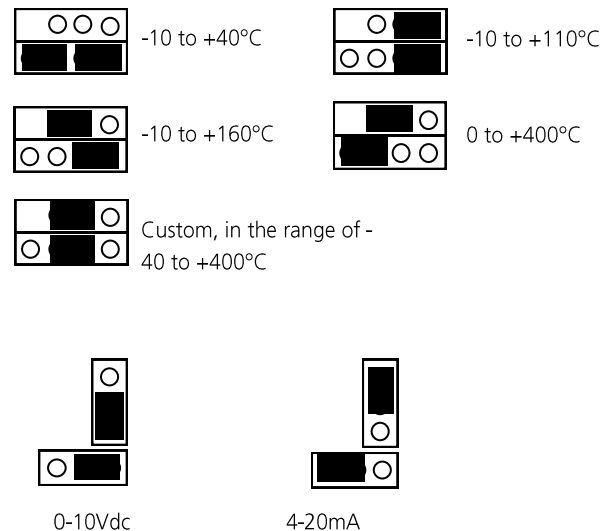 -10 to +40°C
-10 to +110°C
-10 to +160°C
0 to +400°C
Custom, in the range of -
40 to +400°C
0-10Vdc
4-20mA